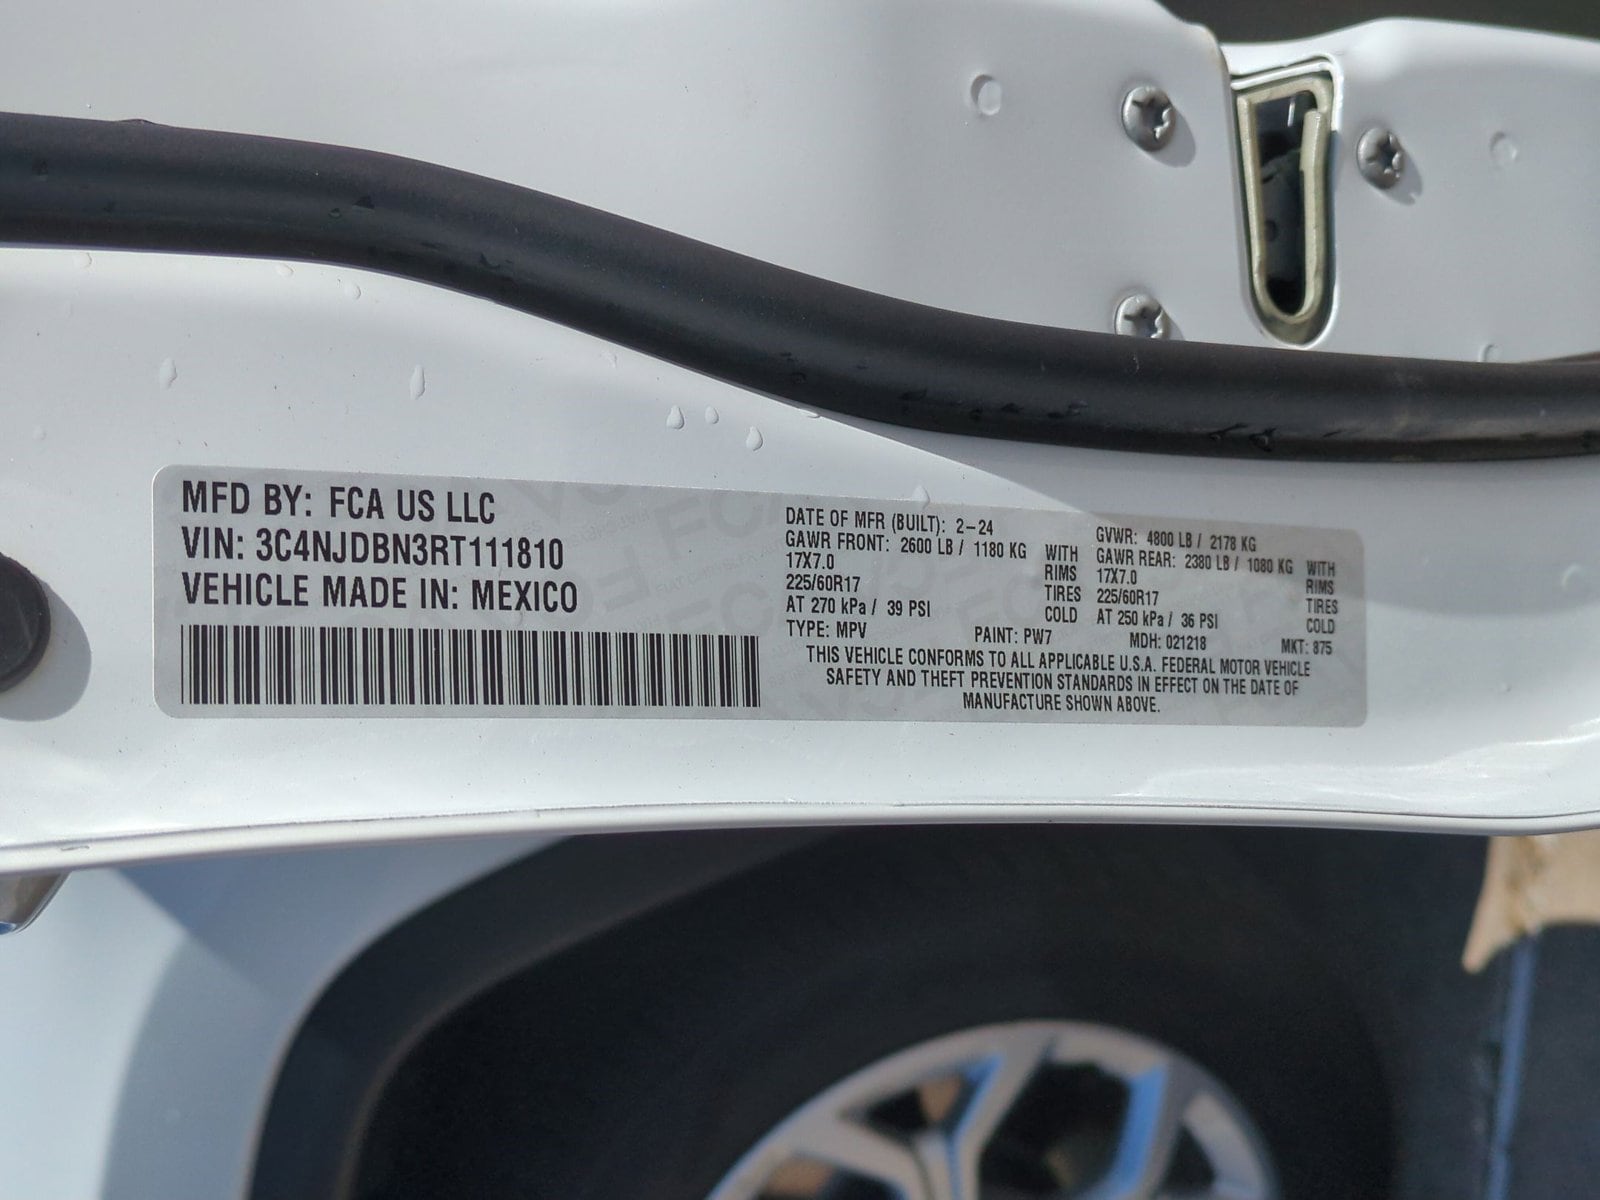 MFD BY: FCA US LLC
VIN: 3C4NJDBN3RT111810
VEHICLE MADE IN: MEXICO
DATE OF MFR (BUILT): 2-24
GAWR FRONT: 2600 LB / 1180 KG WITH
17X7.0 RIMS
225/60R17 TIRES
AT 270 kPa / 39 PSI COLD
GVWR: 4800 LB / 2178 KG
GAWR REAR: 2380 LB / 1080 KG WITH
17X7.0 RIMS
225/60R17 TIRES
AT 250 kPa / 36 PSI COLD
TYPE: MPV PAINT: PW7 MDH: 021218 MKT: 875
THIS VEHICLE CONFORMS TO ALL APPLICABLE U.S.A. FEDERAL MOTOR VEHICLE
SAFETY AND THEFT PREVENTION STANDARDS IN EFFECT ON THE DATE OF
MANUFACTURE SHOWN ABOVE.